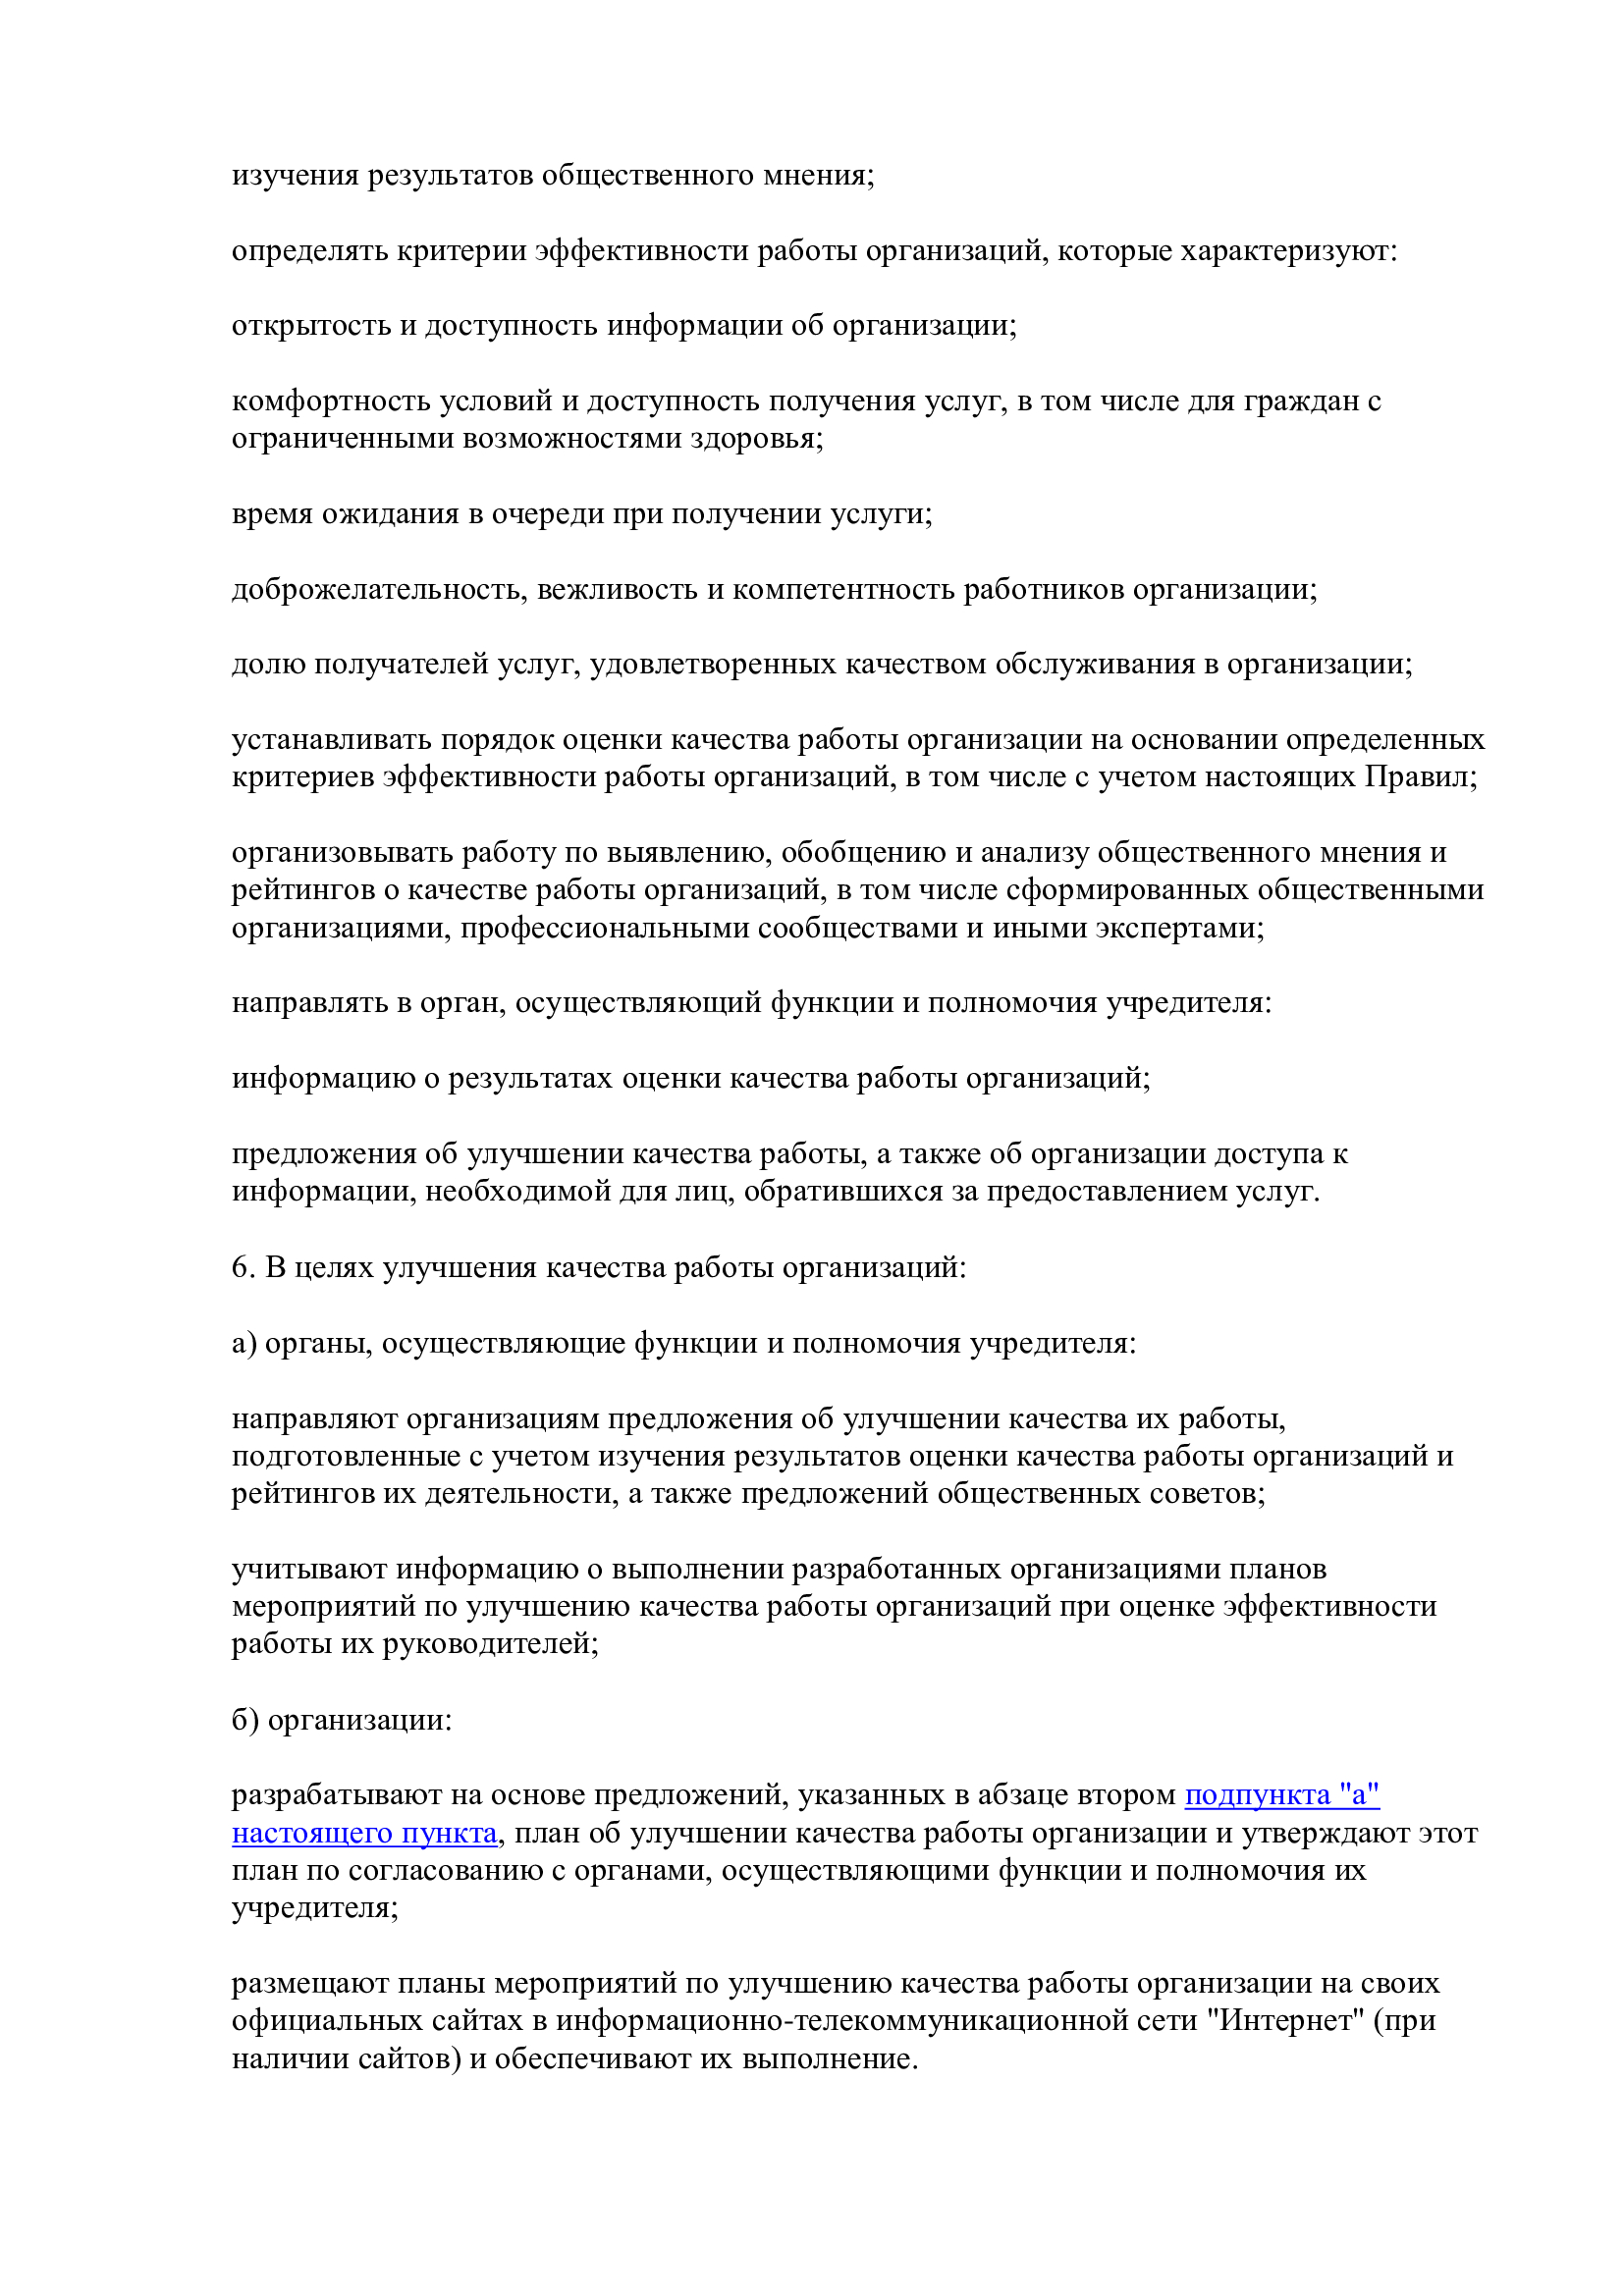 изучения результатов общественного мнения;
определять критерии эффективности работы организаций, которые характеризуют:
открытость и доступность информации об организации;
комфортность условий и доступность получения услуг, в том числе для граждан с
ограниченными возможностями здоровья;
время ожидания в очереди при получении услуги;
доброжелательность, вежливость и компетентность работников организации;
долю получателей услуг, удовлетворенных качеством обслуживания в организации;
устанавливать порядок оценки качества работы организации на основании определенных
критериев эффективности работы организаций, в том числе с учетом настоящих Правил;
организовывать работу по выявлению, обобщению и анализу общественного мнения и
рейтингов о качестве работы организаций, в том числе сформированных общественными
организациями, профессиональными сообществами и иными экспертами;
направлять в орган, осуществляющий функции и полномочия учредителя:
информацию о результатах оценки качества работы организаций;
предложения об улучшении качества работы, а также об организации доступа к
информации, необходимой для лиц, обратившихся за предоставлением услуг.
6. В целях улучшения качества работы организаций:
а) органы, осуществляющие функции и полномочия учредителя:
направляют организациям предложения об улучшении качества их работы,
подготовленные с учетом изучения результатов оценки качества работы организаций и
рейтингов их деятельности, а также предложений общественных советов;
учитывают информацию о выполнении разработанных организациями планов
мероприятий по улучшению качества работы организаций при оценке эффективности
работы их руководителей;
б) организации:
разрабатывают на основе предложений, указанных в абзаце втором подпункта "а"
настоящего пункта, план об улучшении качества работы организации и утверждают этот
план по согласованию с органами, осуществляющими функции и полномочия их
учредителя;
размещают планы мероприятий по улучшению качества работы организации на своих
официальных сайтах в информационно-телекоммуникационной сети "Интернет" (при
наличии сайтов) и обеспечивают их выполнение.